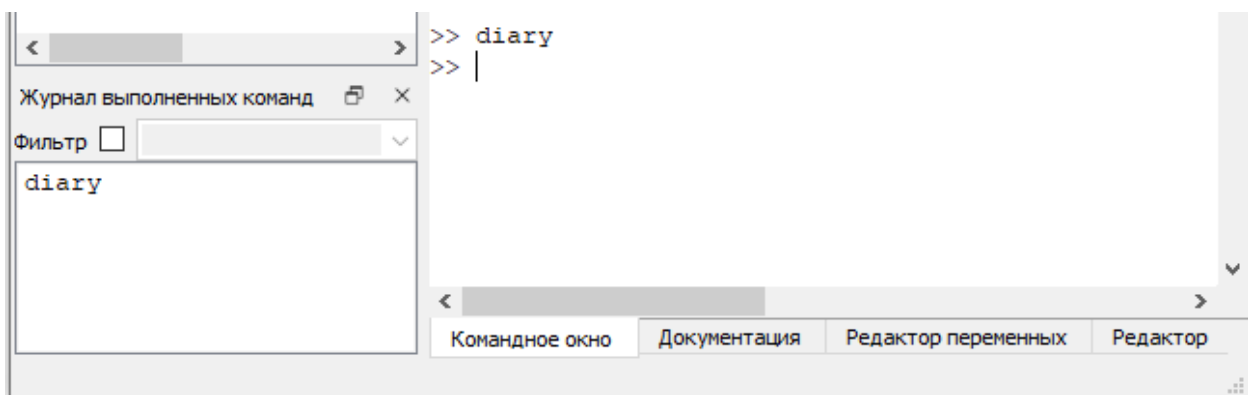 >> diary
>>
Журнал выполненных команд
Фильтр
diary
Командное окно Документация Редактор переменных Редактор